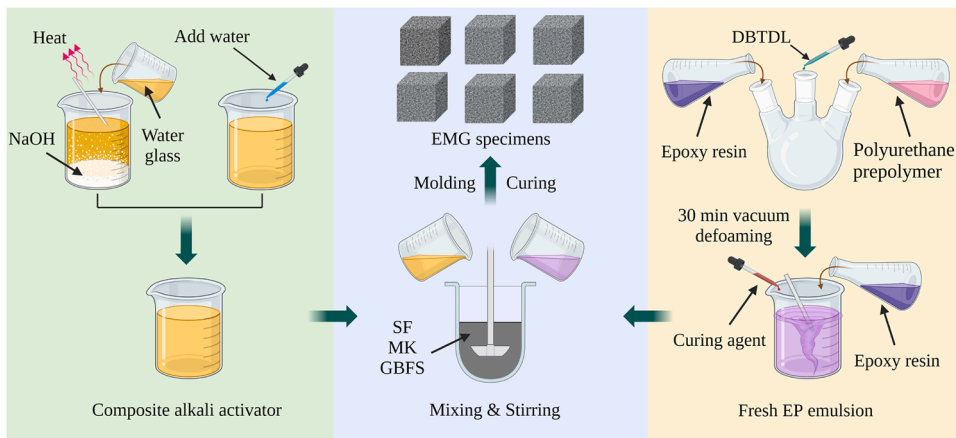 Heat
Add water
NaOH
Water
glass
Composite alkali activator
EMG specimens
Molding
Curing
SF
MK
GBFS
Mixing & Stirring
DBTDL
Epoxy resin
Polyurethane
prepolymer
30 min vacuum
defoaming
Curing agent
Epoxy resin
Fresh EP emulsion